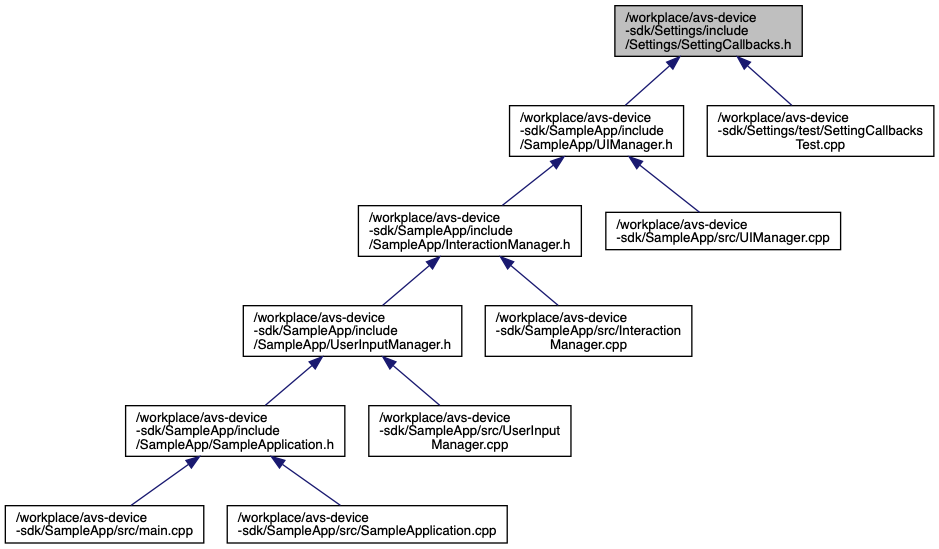 /workplace/avs-device
-sdk/Settings/include
/Settings/SettingCallbacks.h
/workplace/avs-device
-sdk/SampleApp/include
/SampleApp/UIManager.h
/workplace/avs-device
-sdk/Settings/test/SettingCallbacks
Test.cpp
/workplace/avs-device
-sdk/SampleApp/include
/SampleApp/InteractionManager.h
/workplace/avs-device
-sdk/SampleApp/src/UIManager.cpp
/workplace/avs-device
-sdk/SampleApp/include
/SampleApp/UserInputManager.h
/workplace/avs-device
-sdk/SampleApp/src/Interaction
Manager.cpp
/workplace/avs-device
-sdk/SampleApp/include
/SampleApp/SampleApplication.h
/workplace/avs-device
-sdk/SampleApp/src/UserInput
Manager.cpp
/workplace/avs-device
-sdk/SampleApp/src/main.cpp
/workplace/avs-device
-sdk/SampleApp/src/SampleApplication.cpp